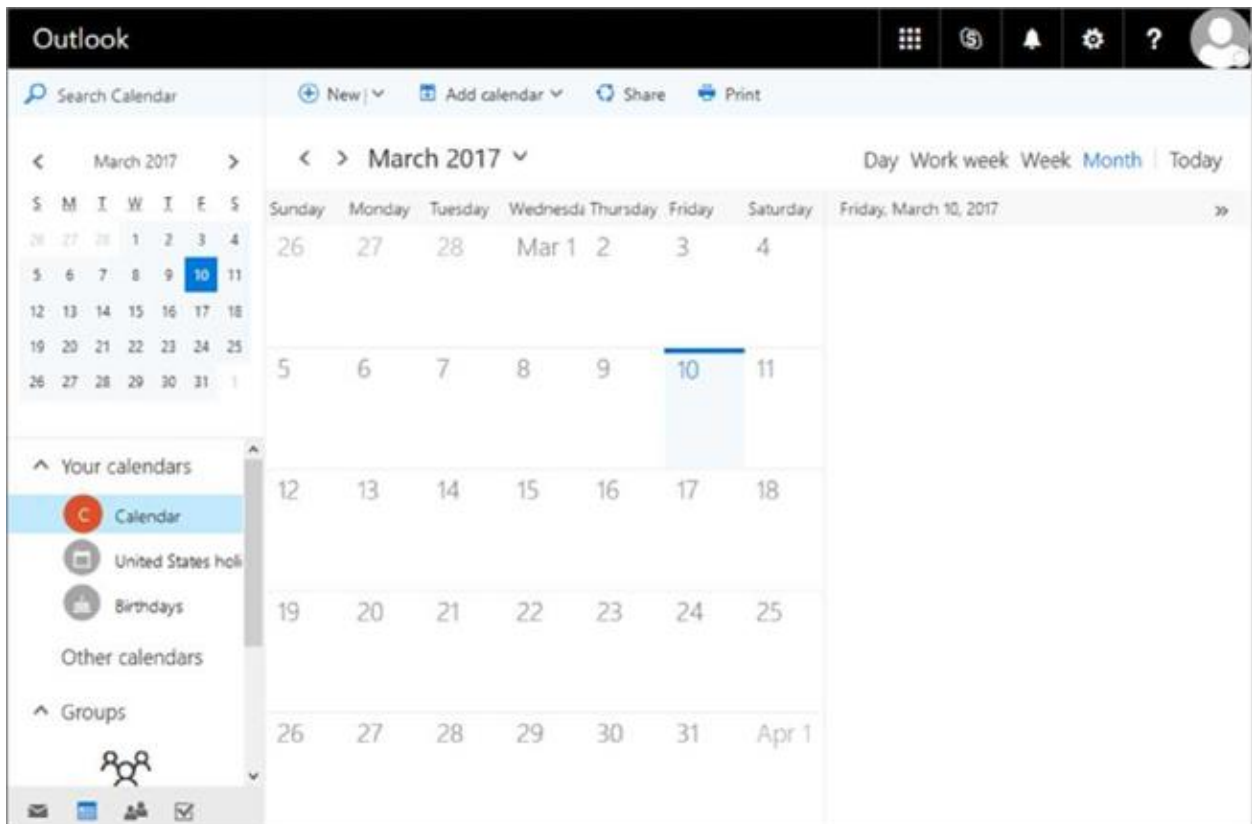 Outlook
?
Search Calendar
New
Add calendar
Share
Print
March 2017
S M T W T F S
26 27 28 1 2 3 4
5 6 7 8 9 10 11
12 13 14 15 16 17 18
19 20 21 22 23 24 25
26 27 28 29 30 31 1
Your calendars
C Calendar
United States holi
Birthdays
Other calendars
Groups
March 2017
Day Work week Week Month Today
Sunday Monday Tuesday Wednesda Thursday Friday Saturday
26 27 28 Mar 1 2 3 4
5 6 7 8 9 10 11
12 13 14 15 16 17 18
19 20 21 22 23 24 25
26 27 28 29 30 31 Apr 1
Friday, March 10, 2017